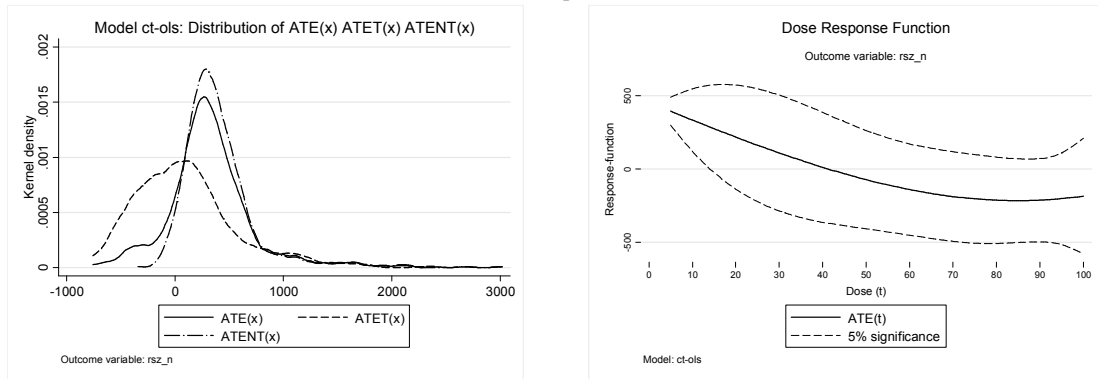 Model ct-ols: Distribution of ATE(x) ATET(x) ATENT(x)
Kernel density
.002
.0015
.001
.0005
0
-1000
0
1000
2000
3000
ATE(x)
ATET(x)
ATENT(x)
Outcome variable: rsz_n
Dose Response Function
Outcome variable: rsz_n
Response-function
500
0
-500
0
10
20
30
40
50
60
70
80
90
100
Dose (t)
ATE(t)
5% significance
Model: ct-ols